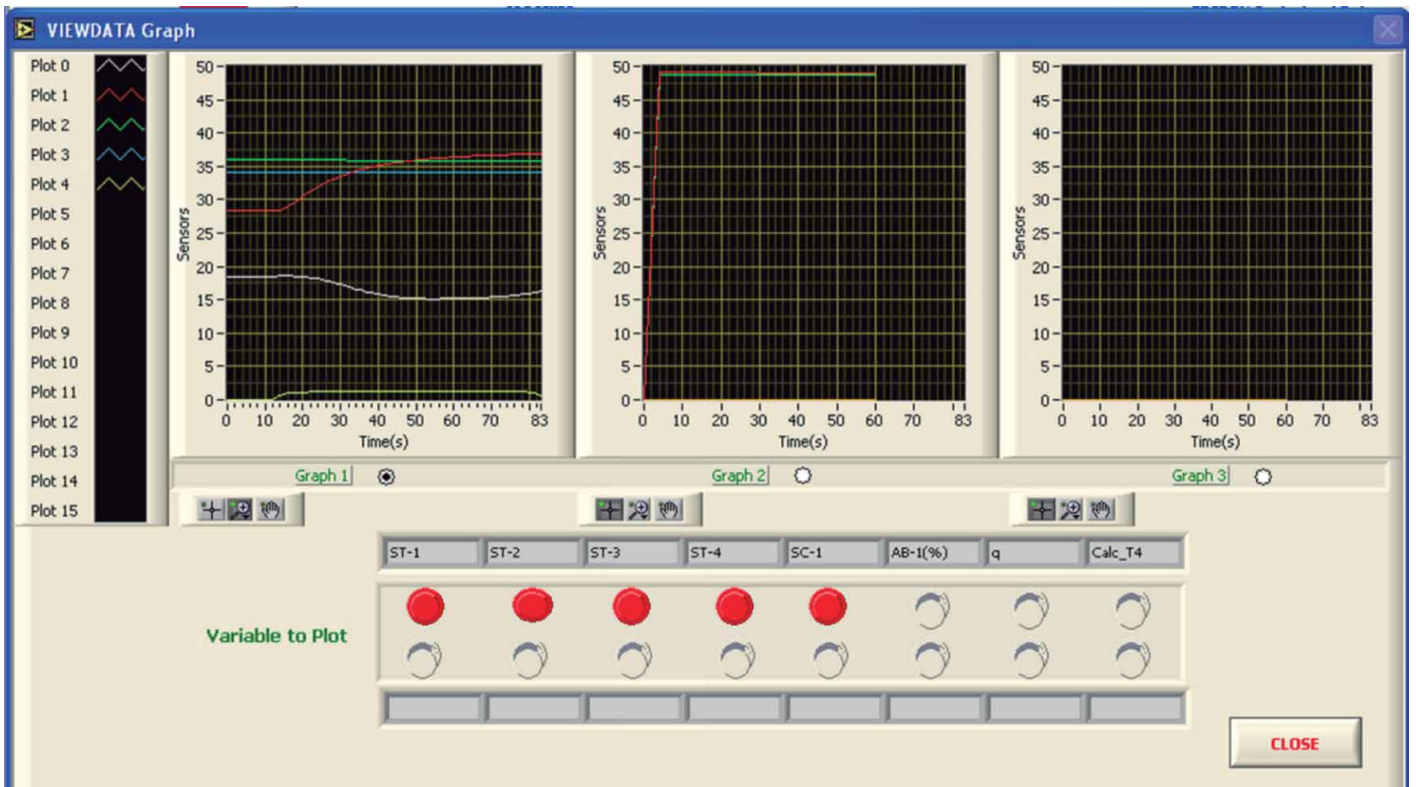 VIEWDATA Graph
Plot 0
Plot 1
Plot 2
Plot 3
Plot 4
Plot 5
Plot 6
Plot 7
Plot 8
Plot 9
Plot 10
Plot 11
Plot 12
Plot 13
Plot 14
Plot 15
50
45
40
35
30
25
20
15
10
5
0
Sensors
0 10 20 30 40 50 60 70 83
Time(s)
50
45
40
35
30
25
20
15
10
5
0
Sensors
0 10 20 30 40 50 60 70 83
Time(s)
50
45
40
35
30
25
20
15
10
5
0
Sensors
0 10 20 30 40 50 60 70 83
Time(s)
Graph 1 Graph 2 Graph 3
ST-1 ST-2 ST-3 ST-4 SC-1 AB-1(%) q Calc_T4
Variable to Plot
CLOSE